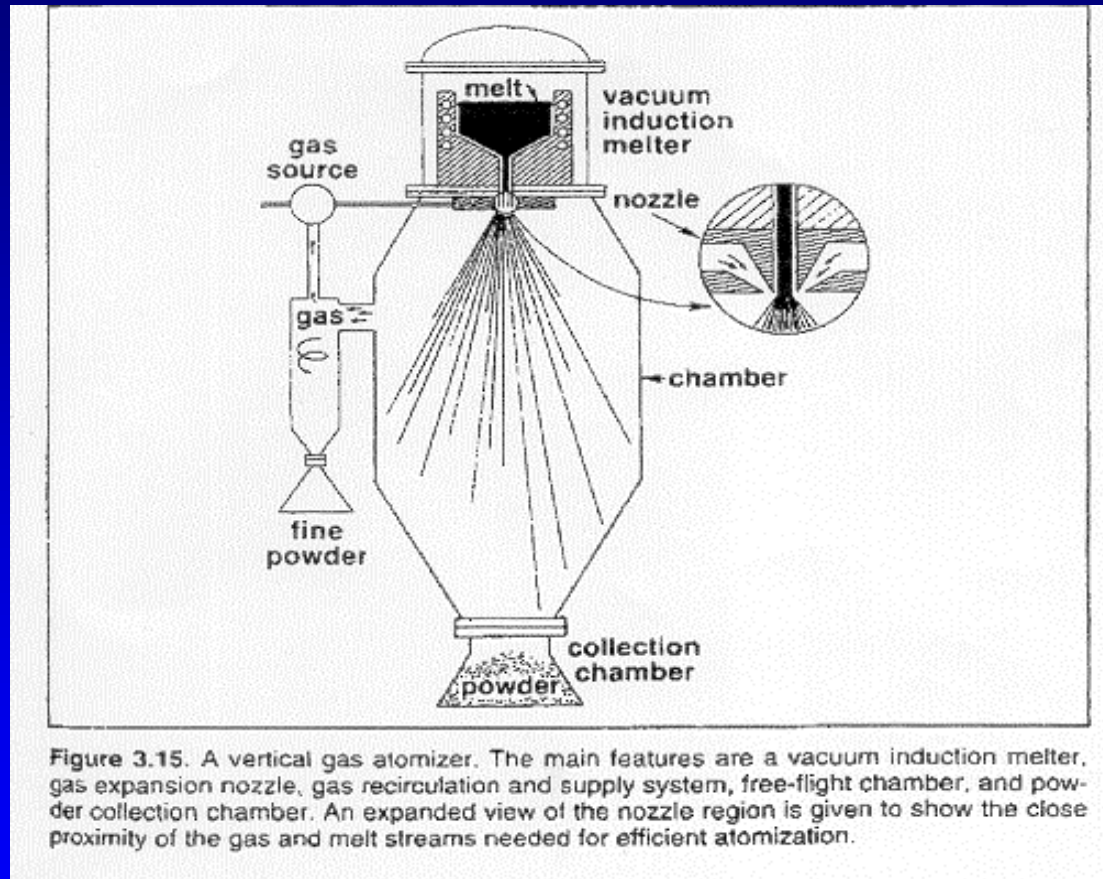 melt
vacuum
induction
melter
gas
source
nozzle
gas
chamber
fine
powder
collection
chamber
powder
Figure 3.15. A vertical gas atomizer. The main features are a vacuum induction melter,
gas expansion nozzle, gas recirculation and supply system, free-flight chamber, and pow-
der collection chamber. An expanded view of the nozzle region is given to show the close
proximity of the gas and melt streams needed for efficient atomization.